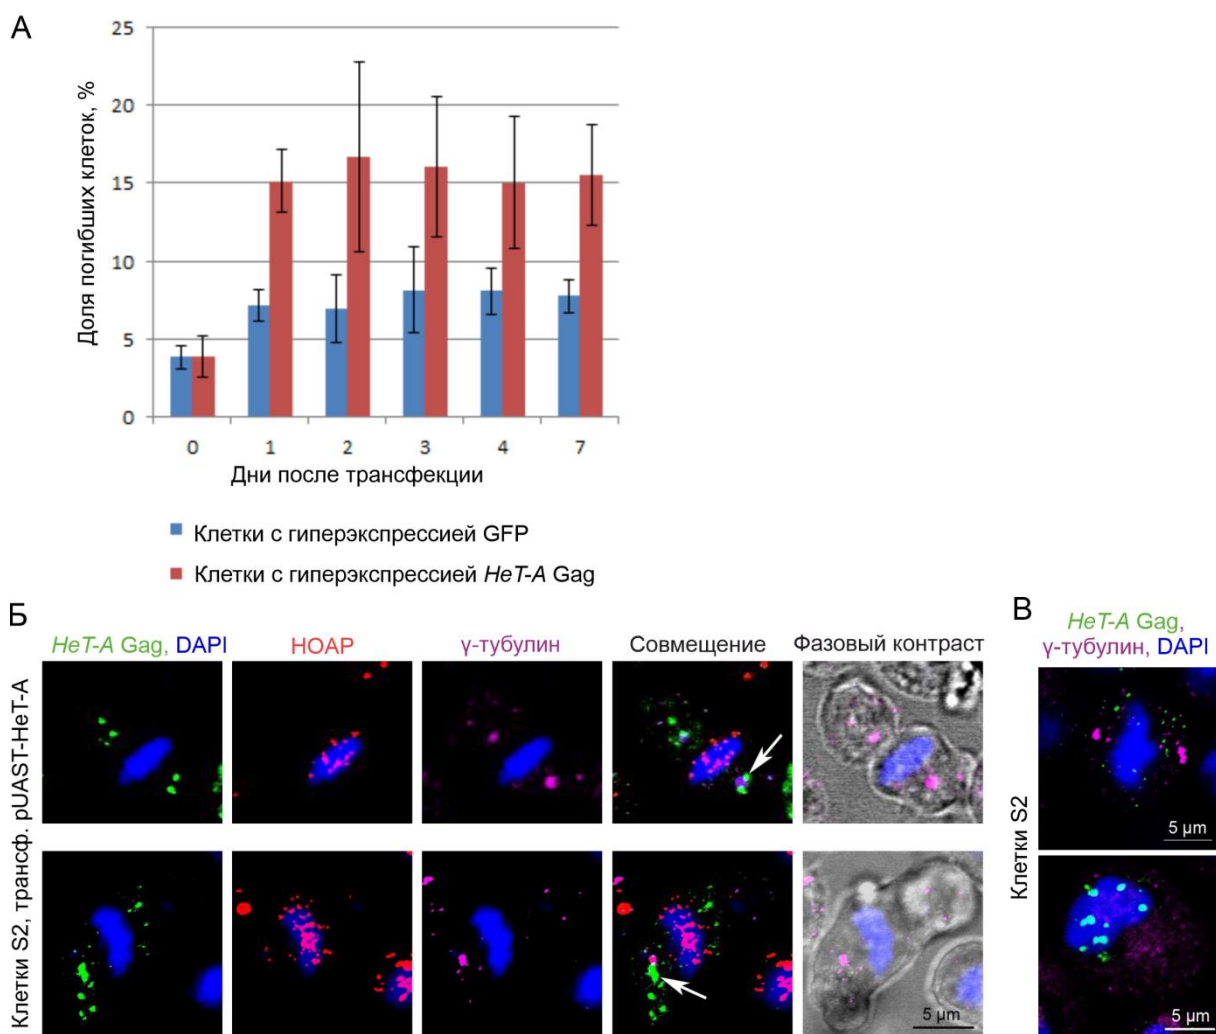 А
25
20
15
10
5
0
Доля погибших клеток, %
0 1 2 3 4 7
Дни после трансфекции
Клетки с гиперэкспрессией GFP
Клетки с гиперэкспрессией HeT-A Gag
Б
HeT-A Gag, DAPI
HOAP
γ-тубулин
Совмещение
Фазовый контраст
Клетки S2, трансф. pUAST-HeT-A
5 µm
В
HeT-A Gag,
γ-тубулин, DAPI
Клетки S2
5 µm
5 µm